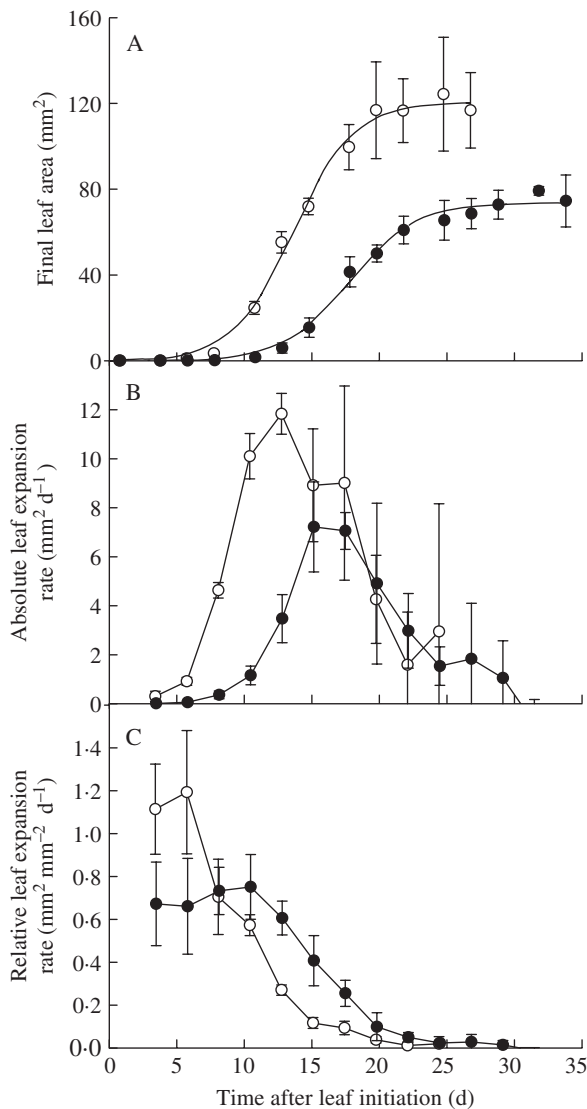 160
A
120
80
40
0
Final leaf area (mm²)
B
12
10
8
6
4
2
0
Absolute leaf expansion
rate (mm² d⁻¹)
C
1·4
1·2
1·0
0·8
0·6
0·4
0·2
0·0
Relative leaf expansion
rate (mm² mm⁻² d⁻¹)
0 5 10 15 20 25 30 35
Time after leaf initiation (d)